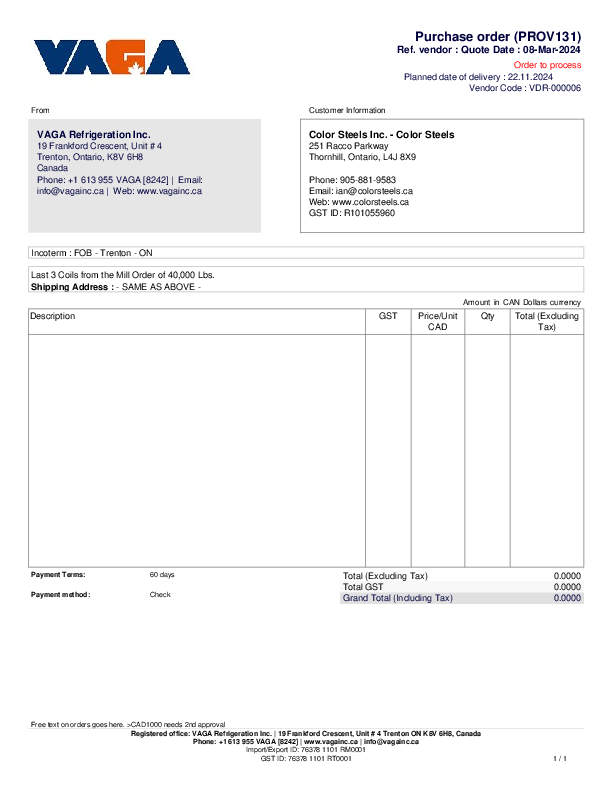 VAGA
Purchase order (PROV131)
Ref. vendor : Quote Date : 08-Mar-2024
Order to process
Planned date of delivery : 22.11.2024
Vendor Code : VDR-000006
From
Customer Information
VAGA Refrigeration Inc.
19 Frankford Crescent, Unit # 4
Trenton, Ontario, K8V 6H8
Canada
Phone: +1 613 955 VAGA [8242] | Email:
info@vagainc.ca | Web: www.vagainc.ca
Color Steels Inc. - Color Steels
251 Racco Parkway
Thornhill, Ontario, L4J 8X9
Phone: 905-881-9583
Email: ian@colorsteels.ca
Web: www.colorsteels.ca
GST ID: R101055960
Incoterm : FOB - Trenton - ON
Last 3 Coils from the Mill Order of 40,000 Lbs.
Shipping Address : - SAME AS ABOVE -
Amount in CAN Dollars currency
Description GST Price/Unit CAD Qty Total (Excluding Tax)
Payment Terms: 60 days
Payment method: Check
Total (Excluding Tax) 0.0000
Total GST 0.0000
Grand Total (Including Tax) 0.0000
Free text on orders goes here. >CAD1000 needs 2nd approval
Registered office: VAGA Refrigeration Inc. | 19 Frankford Crescent, Unit # 4 Trenton ON K8V 6H8, Canada
Phone: +1 613 955 VAGA [8242] | www.vagainc.ca | info@vagainc.ca
Import/Export ID: 76378 1101 RM0001
GST ID: 76378 1101 RT0001
1 / 1